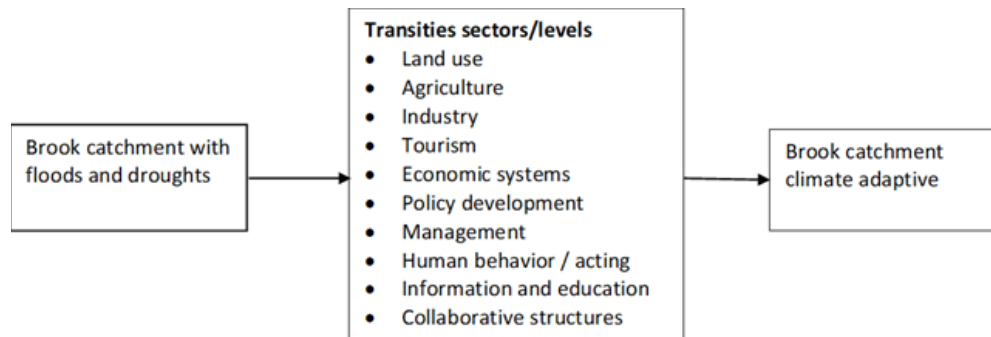 Brook catchment with
floods and droughts
Transities sectors/levels
• Land use
• Agriculture
• Industry
• Tourism
• Economic systems
• Policy development
• Management
• Human behavior / acting
• Information and education
• Collaborative structures
Brook catchment
climate adaptive